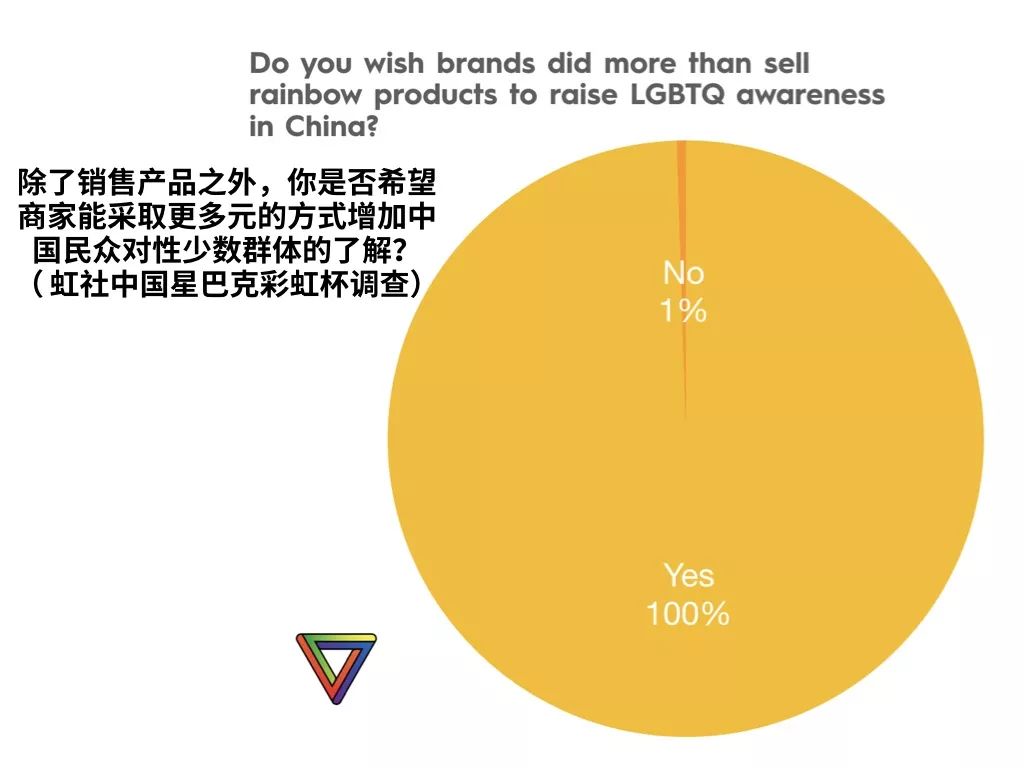 Do you wish brands did more than sell
rainbow products to raise LGBTQ awareness
in China?
除了销售产品之外，你是否希望
商家能采取更多元的方式增加中
国民众对性少数群体的了解？
（虹社中国星巴克彩虹杯调查）
No
1%
Yes
100%